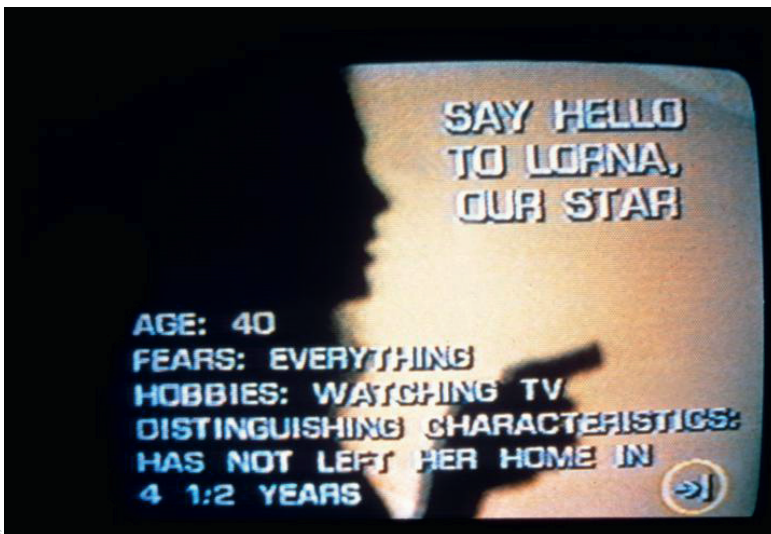 SAY HELLO
TO LORNA,
OUR STAR
AGE: 40
FEARS: EVERYTHING
HOBBIES: WATCHING TV
DISTINGUISHING CHARACTERISTICS:
HAS NOT LEFT HER HOME IN
4 1:2 YEARS